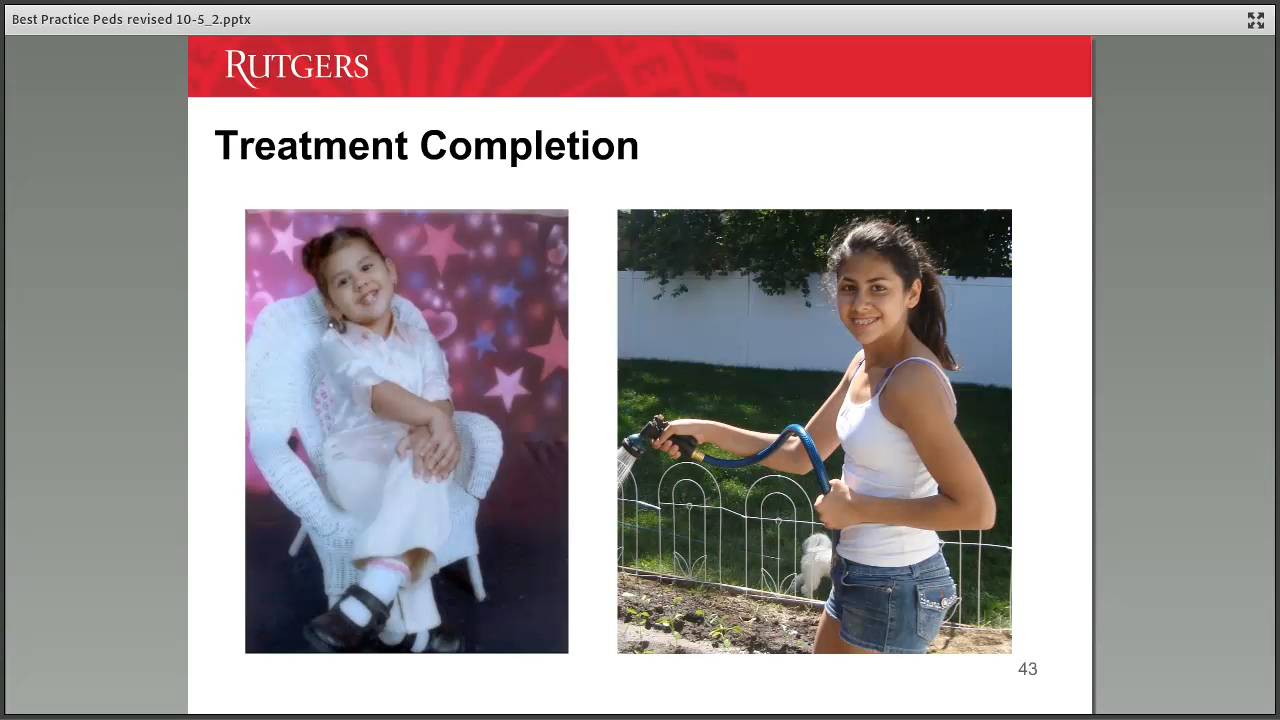 Best Practice Peds revised 10-5_2.pptx
RUTGERS
Treatment Completion
43